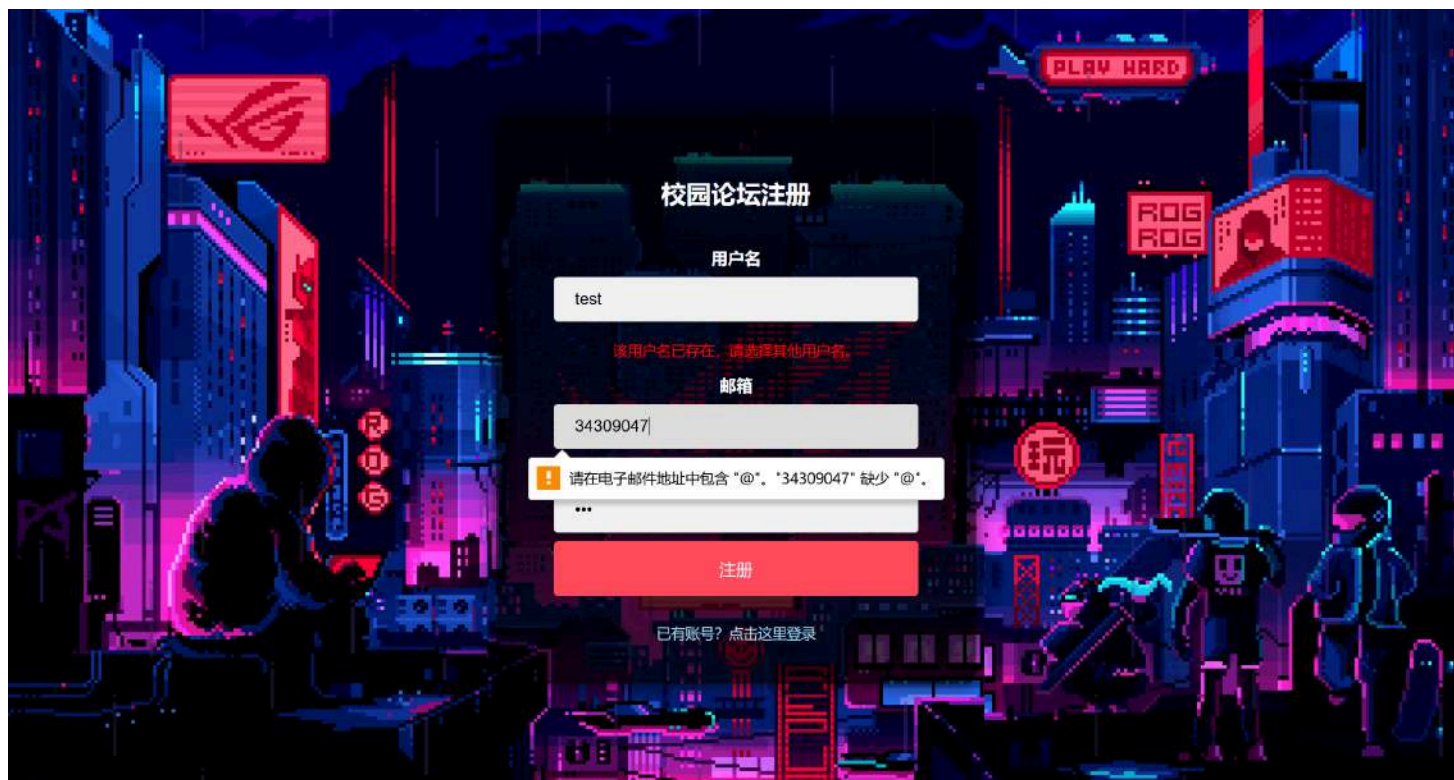 PLAY HARD
ROG
ROG
校园论坛注册
用户名
test
该用户名已存在，请选择其他用户名。
邮箱
34309047
请在电子邮件地址中包含 "@"。"34309047" 缺少 "@"。
•••
注册
已有账号？点击这里登录
R
O
G
玩